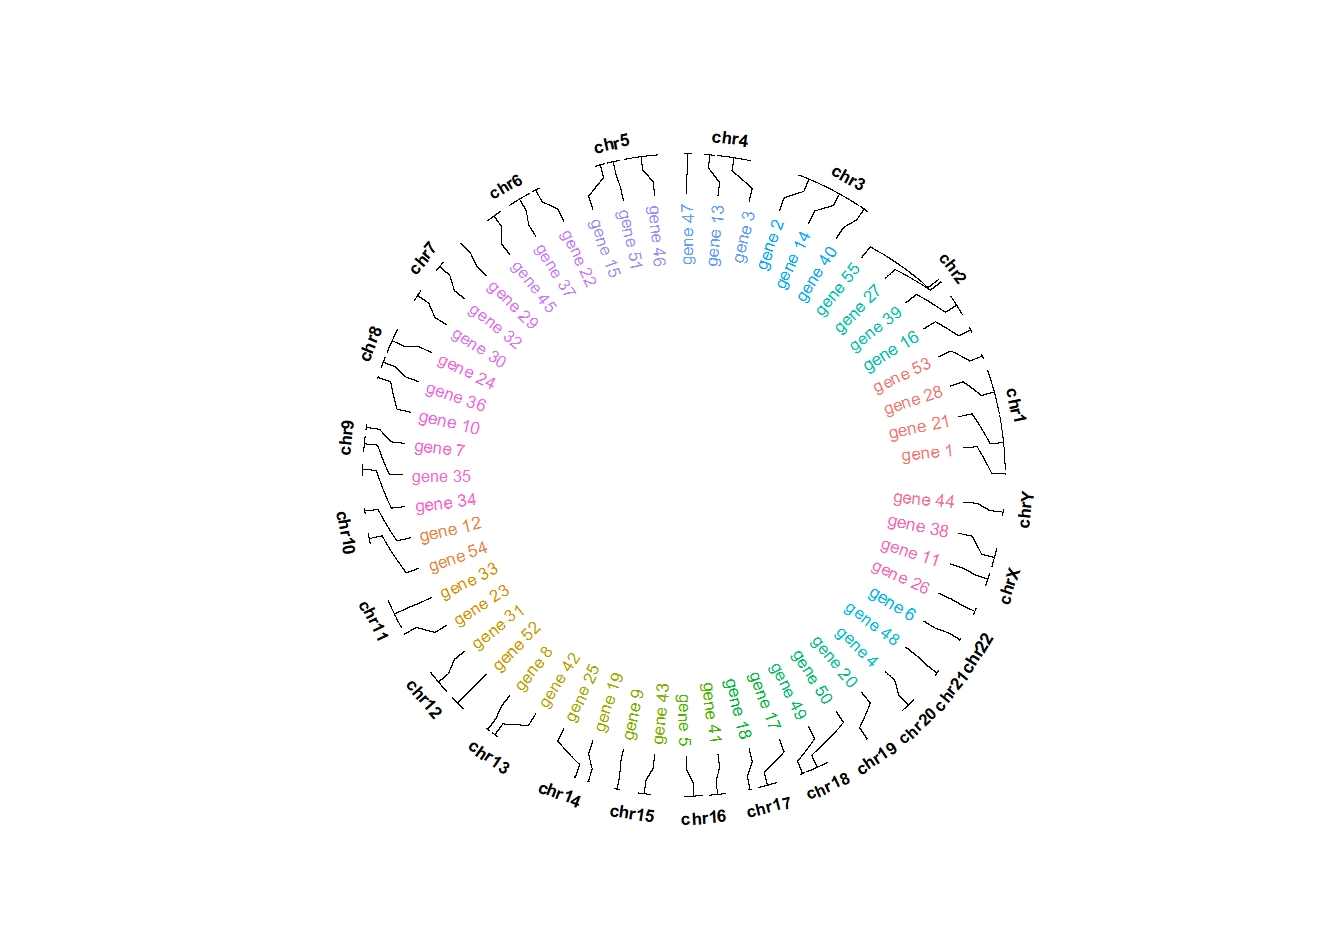 chr1
chr2
chr3
chr4
chr5
chr6
chr7
chr8
chr9
chr10
chr11
chr12
chr13
chr14
chr15
chr16
chr17
chr18
chr19
chr20
chr21
chr22
chrX
chrY
gene 1
gene 21
gene 28
gene 53
gene 16
gene 39
gene 27
gene 55
gene 40
gene 14
gene 2
gene 3
gene 13
gene 47
gene 46
gene 51
gene 15
gene 22
gene 37
gene 45
gene 29
gene 32
gene 30
gene 24
gene 36
gene 10
gene 7
gene 35
gene 34
gene 12
gene 54
gene 33
gene 23
gene 31
gene 52
gene 8
gene 42
gene 25
gene 19
gene 9
gene 43
gene 5
gene 41
gene 18
gene 17
gene 49
gene 50
gene 20
gene 4
gene 48
gene 6
gene 26
gene 11
gene 38
gene 44